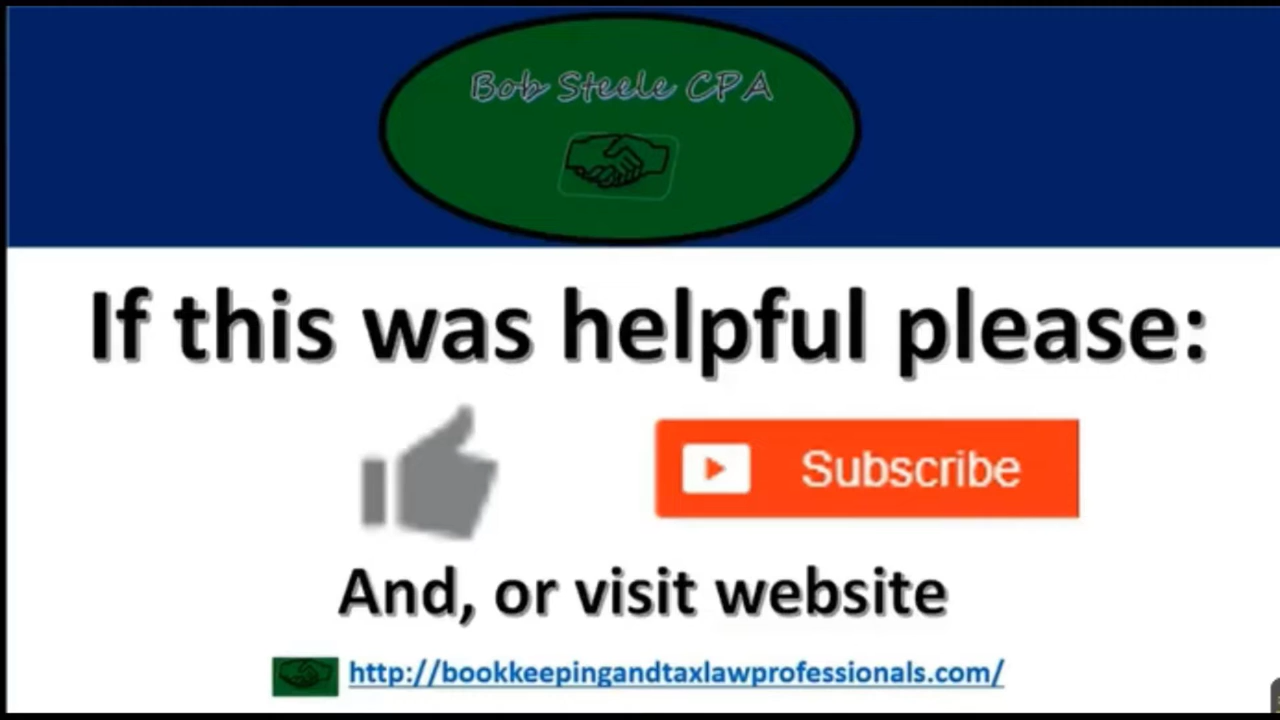 Bob Steele CPA
If this was helpful please:
Subscribe
And, or visit website
http://bookkeepingandtaxlawprofessionals.com/